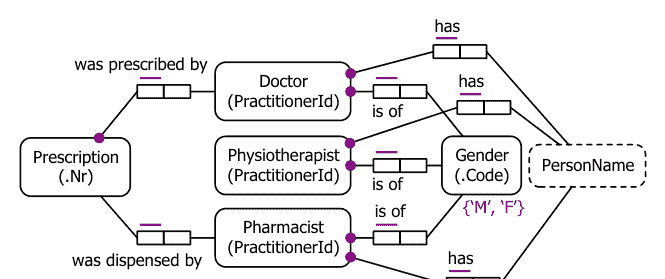 has
was prescribed by
Doctor
(PractitionerId)
has
is of
Prescription
(.Nr)
Physiotherapist
(PractitionerId)
Gender
(.Code)
PersonName
is of
{'M', 'F'}
Pharmacist
(PractitionerId)
is of
was dispensed by
has